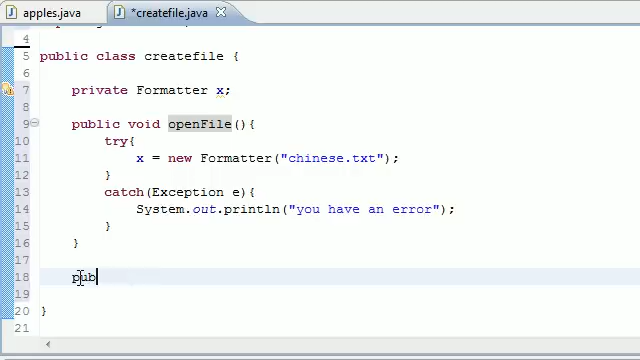 apples.java
*createfile.java
4
5 public class createfile {
6
7 private Formatter x;
8
9 public void openFile(){
10 try{
11 x = new Formatter("chinese.txt");
12 }
13 catch(Exception e){
14 System.out.println("you have an error");
15 }
16 }
17
18 pub
19
20 }
21